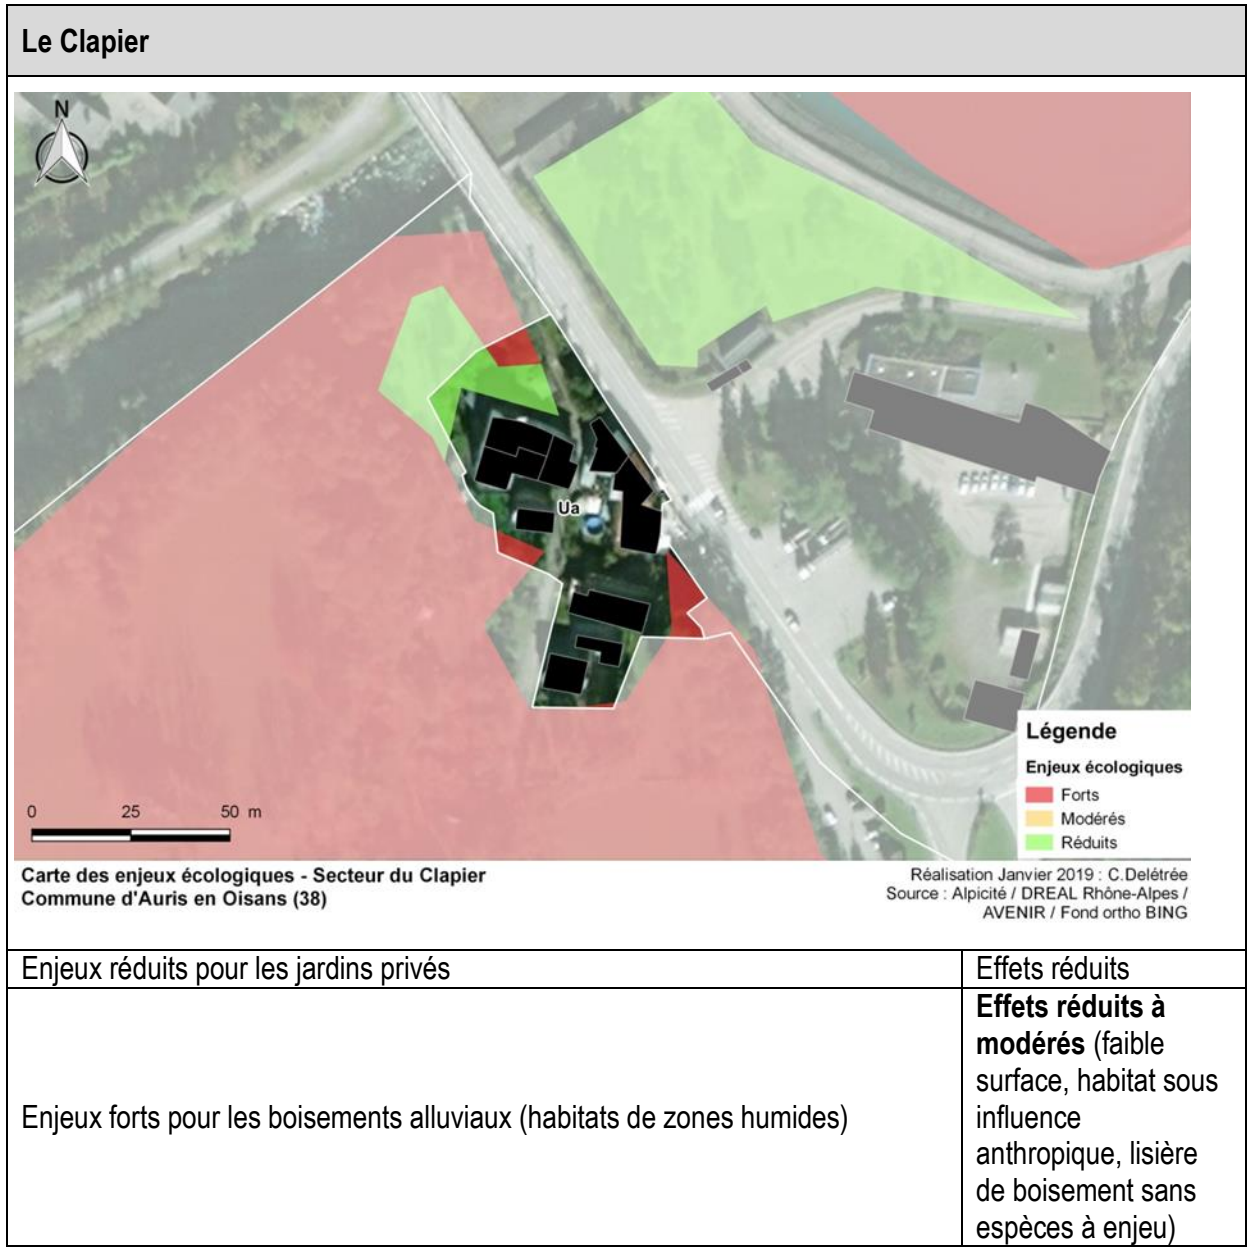 Le Clapier
N
Ua
0 25 50 m
Légende
Enjeux écologiques
Forts
Modérés
Réduits
Carte des enjeux écologiques - Secteur du Clapier
Commune d'Auris en Oisans (38)
Réalisation Janvier 2019 : C.Delétrée
Source : Alpicité / DREAL Rhône-Alpes /
AVENIR / Fond ortho BING
Enjeux réduits pour les jardins privés
Effets réduits
Enjeux forts pour les boisements alluviaux (habitats de zones humides)
Effets réduits à
modérés (faible
surface, habitat sous
influence
anthropique, lisière
de boisement sans
espèces à enjeu)